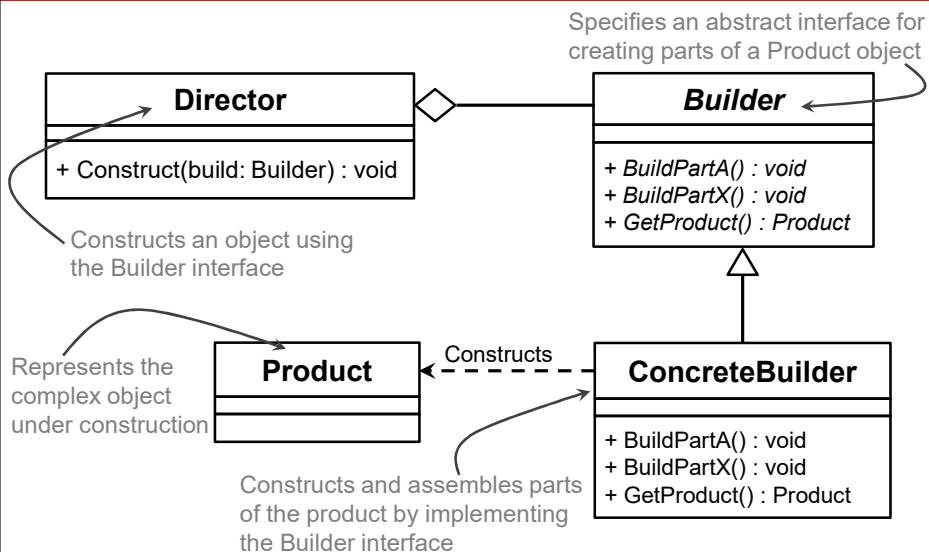 Specifies an abstract interface for
creating parts of a Product object
Director
+ Construct(build: Builder) : void
Builder
+ BuildPartA() : void
+ BuildPartX() : void
+ GetProduct() : Product
Constructs an object using
the Builder interface
Represents the
complex object
under construction
Product
Constructs
ConcreteBuilder
+ BuildPartA() : void
+ BuildPartX() : void
+ GetProduct() : Product
Constructs and assembles parts
of the product by implementing
the Builder interface